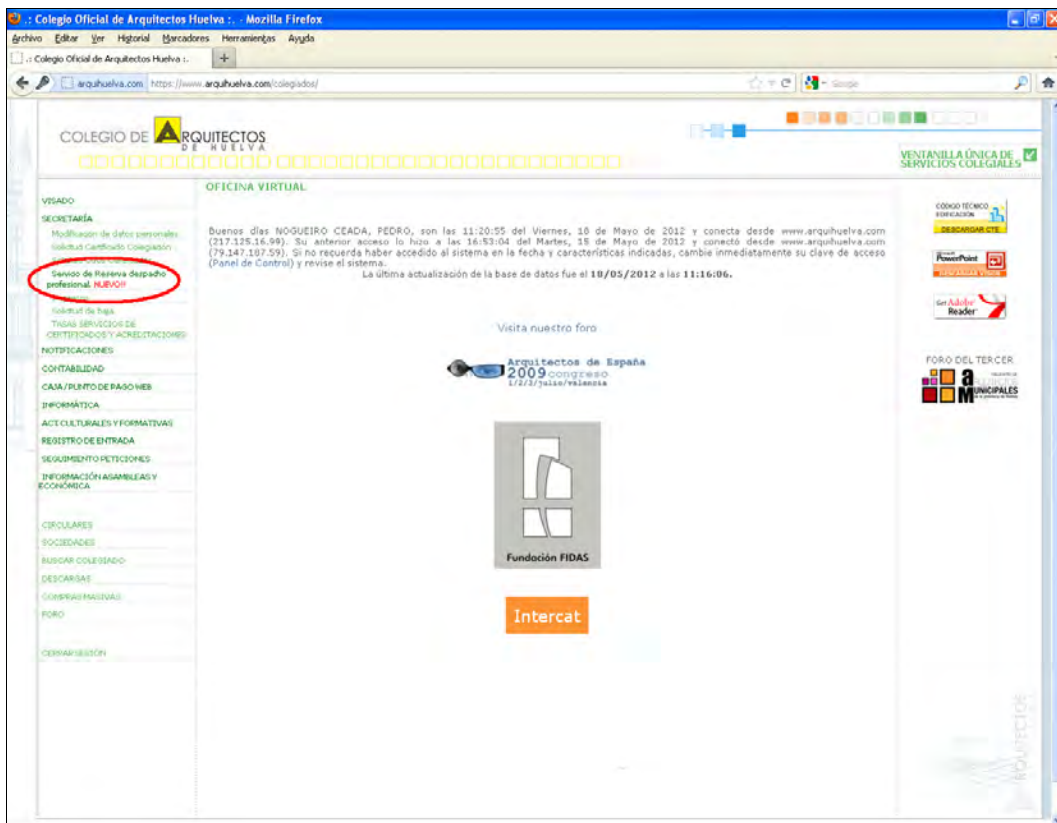 .: Colegio Oficial de Arquitectos Huelva :. - Mozilla Firefox
Archivo Editar Ver Historial Marcadores Herramientas Ayuda
.: Colegio Oficial de Arquitectos Huelva :.
arquihuelva.com https://www.arquihuelva.com/colegiados/
Google
COLEGIO DE ARQUITECTOS
DE HUELVA
VENTANILLA ÚNICA DE
SERVICIOS COLEGIALES
OFICINA VIRTUAL
VISADO
SECRETARÍA
Modificación de datos personales
Solicitud Certificado Colegiación
Servicio de Reserva despacho
profesional. NUEVO!!!
Solicitud de baja
TASAS SERVICIOS DE
CERTIFICADOS Y ACREDITACIONES
NOTIFICACIONES
CONTABILIDAD
CAJA / PUNTO DE PAGO WEB
INFORMÁTICA
ACT.CULTURALES Y FORMATIVAS
REGISTRO DE ENTRADA
SEGUIMIENTO PETICIONES
INFORMACIÓN ASAMBLEAS Y
ECONÓMICA
CIRCULARES
SOCIEDADES
BUSCAR COLEGIADO
DESCARGAS
COMPRAS MASIVAS
FORO
CERRAR SESIÓN
Buenos días NOGUEIRO CEADA, PEDRO, son las 11:20:55 del Viernes, 18 de Mayo de 2012 y conecta desde www.arquihuelva.com
(217.125.16.99). Su anterior acceso lo hizo a las 16:53:04 del Martes, 15 de Mayo de 2012 y conectó desde www.arquihuelva.com
(79.147.187.59). Si no recuerda haber accedido al sistema en la fecha y características indicadas, cambie inmediatamente su clave de acceso
(Panel de Control) y revise el sistema.
La última actualización de la base de datos fue el 18/05/2012 a las 11:16:06.
Visita nuestro foro
Arquitectos de España
2009 congreso
1/2/3/julio/valencia
Fundación FIDAS
Intercat
CÓDIGO TÉCNICO
EDIFICACIÓN
DESCARGAR CTE
PowerPoint
DESCARGAR VISOR
Get Adobe
Reader
FORO DEL TERCER
MUNICIPALES
ARQUITECTOS